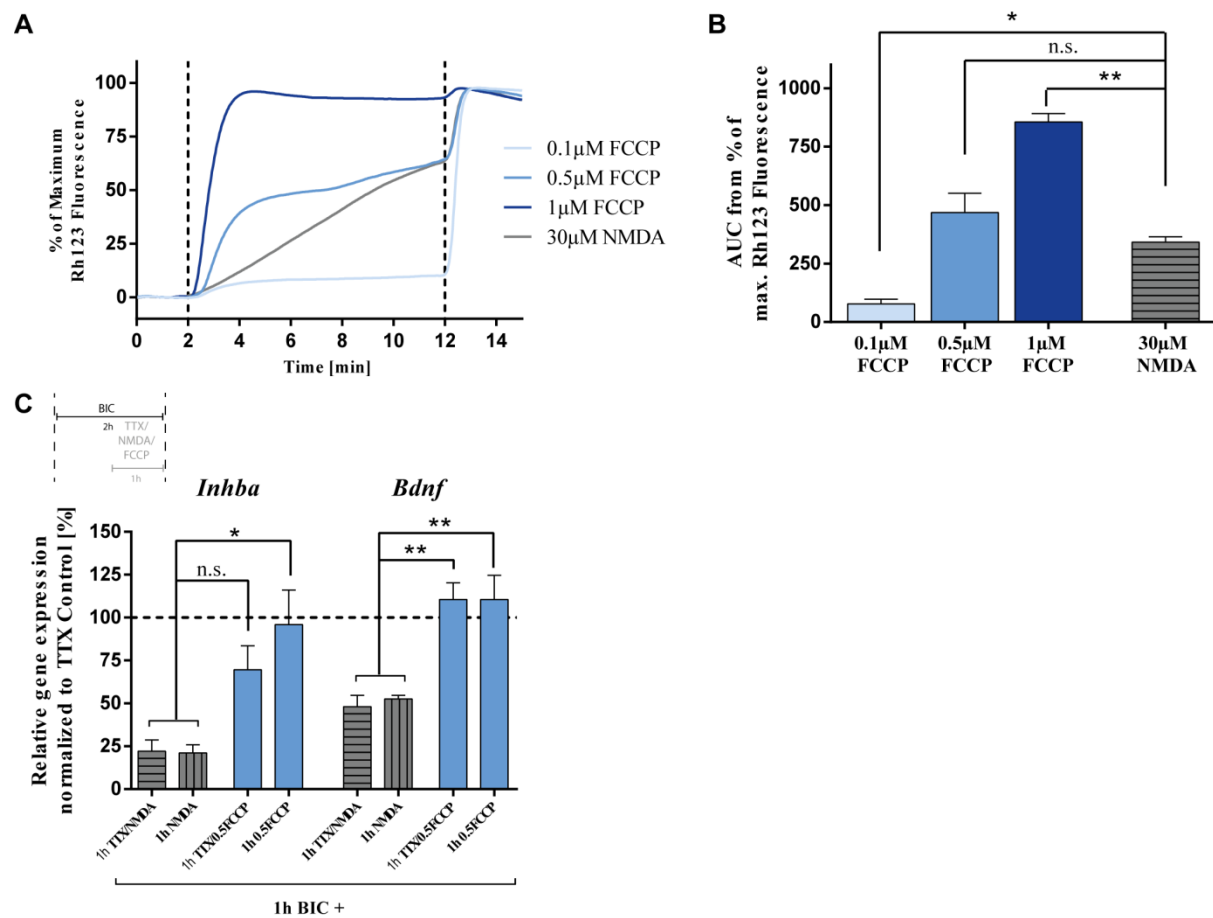 A
% of Maximum
Rh123 Fluorescence
100
75
50
25
0
0
2
4
6
8
10
12
14
Time [min]
0.1µM FCCP
0.5µM FCCP
1µM FCCP
30µM NMDA
B
AUC from % of
max. Rh123 Fluorescence
1000
750
500
250
0
*
n.s.
**
0.1µM
FCCP
0.5µM
FCCP
1µM
FCCP
30µM
NMDA
C
BIC
2h
TTX/
NMDA/
FCCP
1h
Inhba
Bdnf
Relative gene expression
normalized to TTX Control [%]
150
125
100
75
50
25
0
*
n.s.
**
**
1h TTX/NMDA
1h NMDA
1h TTX/0.5FCCP
1h 0.5FCCP
1h TTX/NMDA
1h NMDA
1h TTX/0.5FCCP
1h 0.5FCCP
1h BIC +